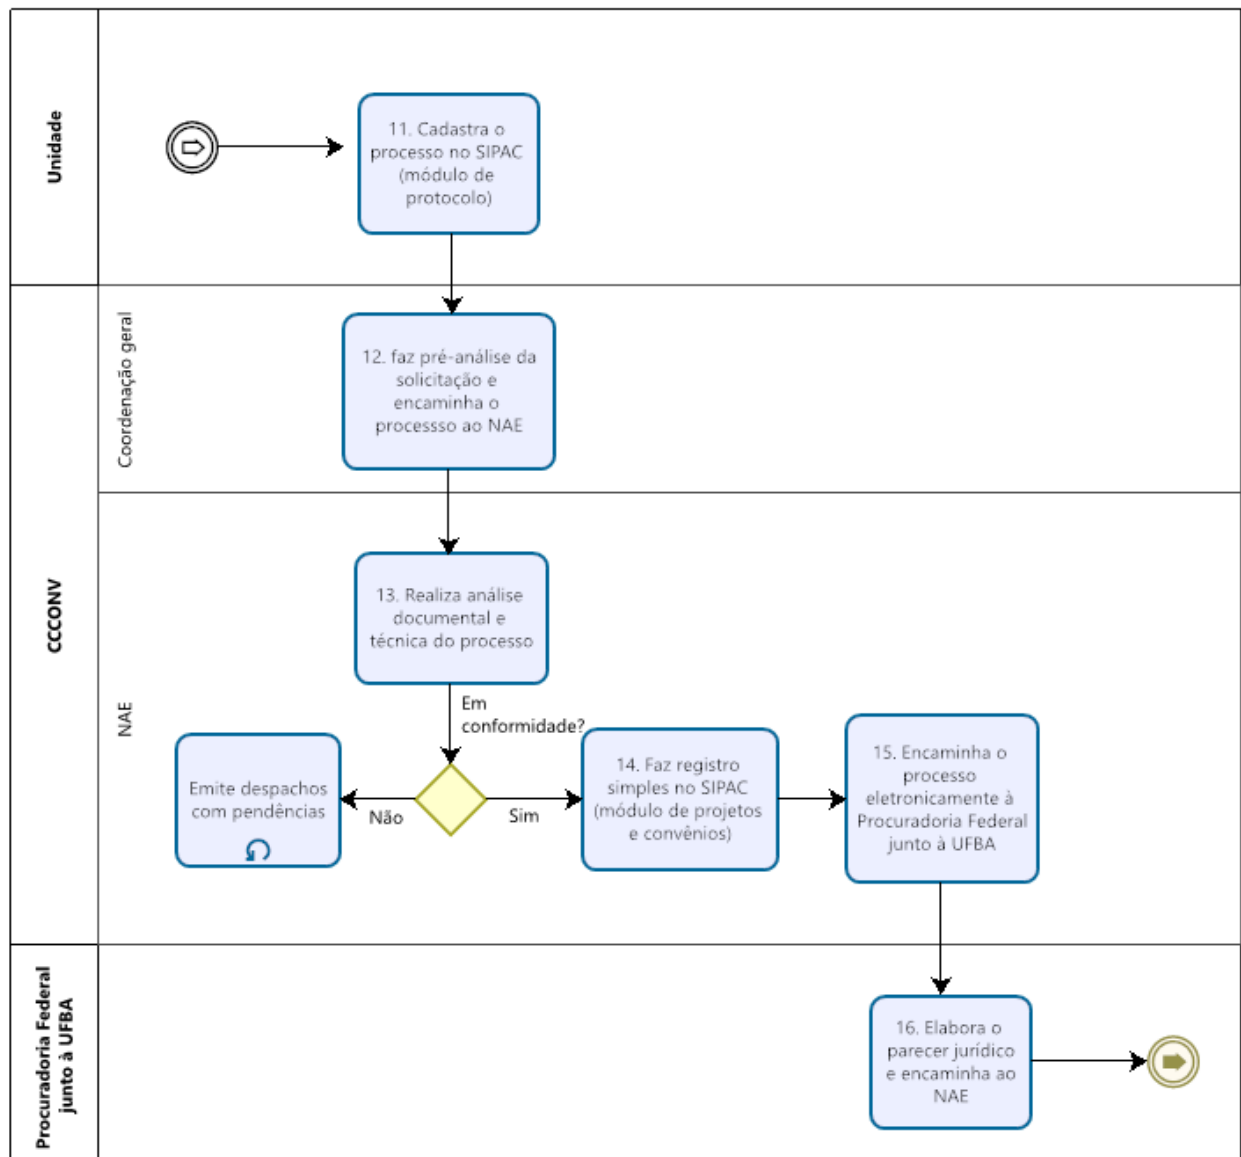 Unidade
11. Cadastra o
processo no SIPAC
(módulo de
protocolo)
CCCONV
Coordenação geral
12. faz pré-análise da
solicitação e
encaminha o
processso ao NAE
NAE
13. Realiza análise
documental e
técnica do processo
Em
conformidade?
Emite despachos
com pendências
Não
Sim
14. Faz registro
simples no SIPAC
(módulo de projetos
e convênios)
15. Encaminha o
processo
eletronicamente à
Procuradoria Federal
junto à UFBA
Procuradoria Federal
junto à UFBA
16. Elabora o
parecer jurídico
e encaminha ao
NAE